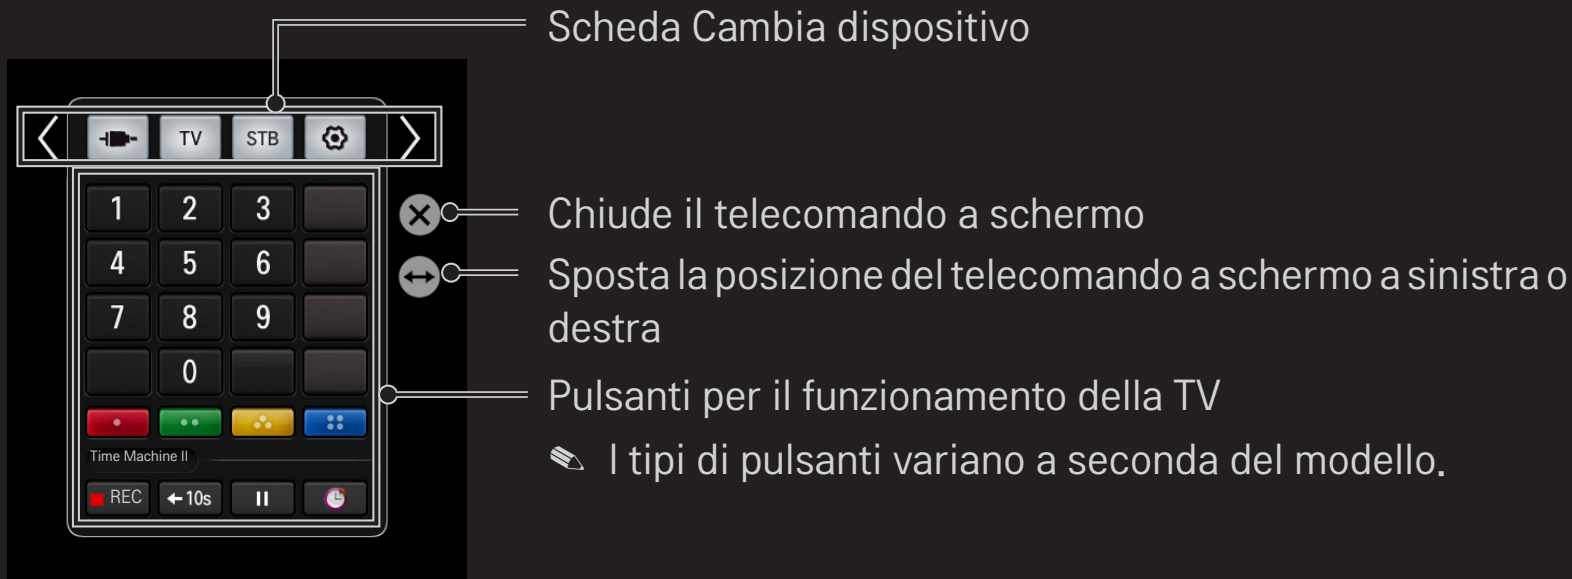 Scheda Cambia dispositivo
TV STB
1 2 3
Chiude il telecomando a schermo
4 5 6
Sposta la posizione del telecomando a schermo a sinistra o
destra
7 8 9
0
Pulsanti per il funzionamento della TV
Time Machine II
I tipi di pulsanti variano a seconda del modello.
REC 10s